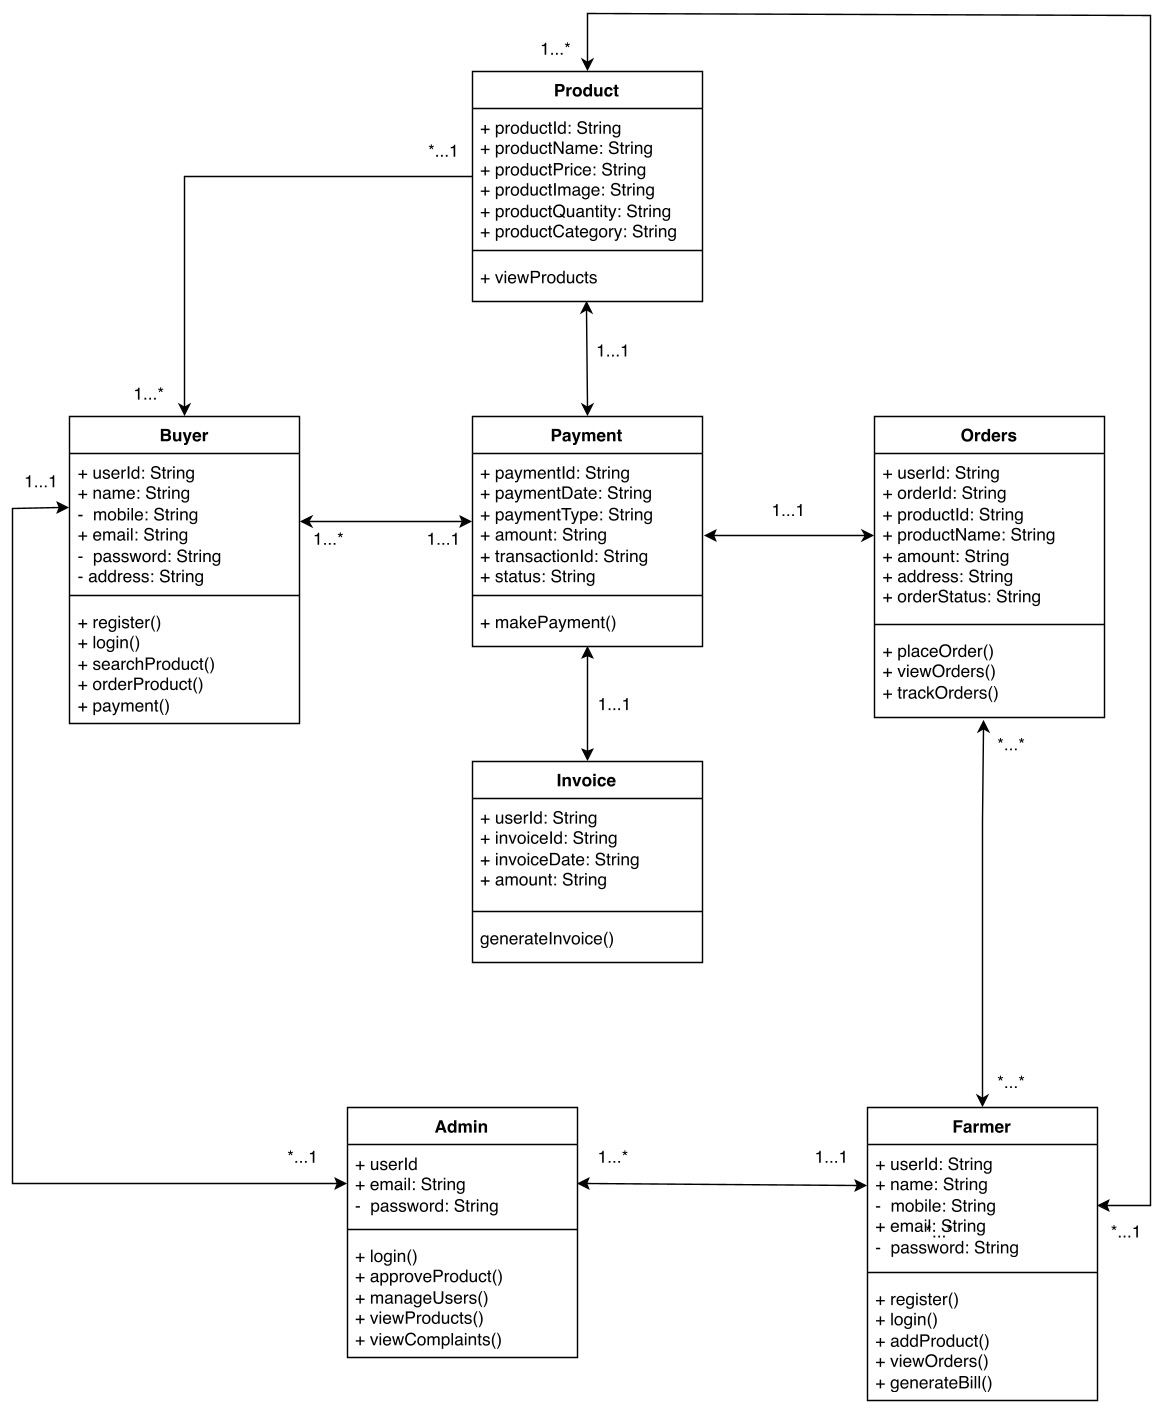 1...*
Product
+ productId: String
+ productName: String
+ productPrice: String
+ productImage: String
+ productQuantity: String
+ productCategory: String
+ viewProducts
*...1
1...1
1...*
Buyer
+ userId: String
+ name: String
-  mobile: String
+ email: String
-  password: String
- address: String
+ register()
+ login()
+ searchProduct()
+ orderProduct()
+ payment()
1...1
1...*
1...1
Payment
+ paymentId: String
+ paymentDate: String
+ paymentType: String
+ amount: String
+ transactionId: String
+ status: String
+ makePayment()
1...1
Orders
+ userId: String
+ orderId: String
+ productId: String
+ productName: String
+ amount: String
+ address: String
+ orderStatus: String
+ placeOrder()
+ viewOrders()
+ trackOrders()
1...1
*...*
Invoice
+ userId: String
+ invoiceId: String
+ invoiceDate: String
+ amount: String
generateInvoice()
*...*
*...1
Admin
+ userId
+ email: String
-  password: String
+ login()
+ approveProduct()
+ manageUsers()
+ viewProducts()
+ viewComplaints()
1...*
1...1
Farmer
+ userId: String
+ name: String
-  mobile: String
+ email: String
*...*
-  password: String
+ register()
+ login()
+ addProduct()
+ viewOrders()
+ generateBill()
*...1